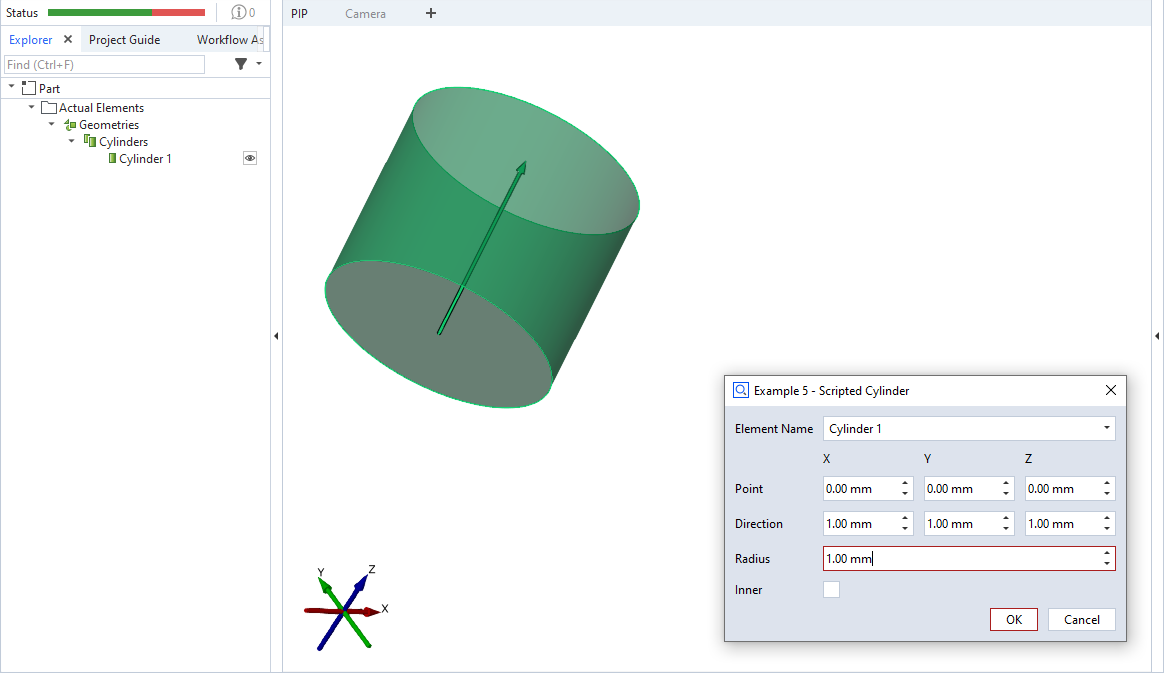 Status 0
PIP Camera +
Explorer ✕ Project Guide Workflow As
Find (Ctrl+F)
Part
Actual Elements
Geometries
Cylinders
Cylinder 1
Example 5 - Scripted Cylinder
Element Name Cylinder 1
X Y Z
Point 0.00 mm 0.00 mm 0.00 mm
Direction 1.00 mm 1.00 mm 1.00 mm
Radius 1.00 mm
Inner
OK Cancel
Y Z
X